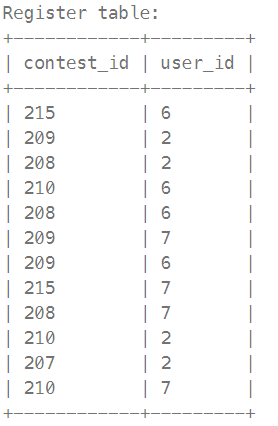 Register table:
+------------+---------+
| contest_id | user_id |
+------------+---------+
| 215        | 6       |
| 209        | 2       |
| 208        | 2       |
| 210        | 6       |
| 208        | 6       |
| 209        | 7       |
| 209        | 6       |
| 215        | 7       |
| 208        | 7       |
| 210        | 2       |
| 207        | 2       |
| 210        | 7       |
+------------+---------+